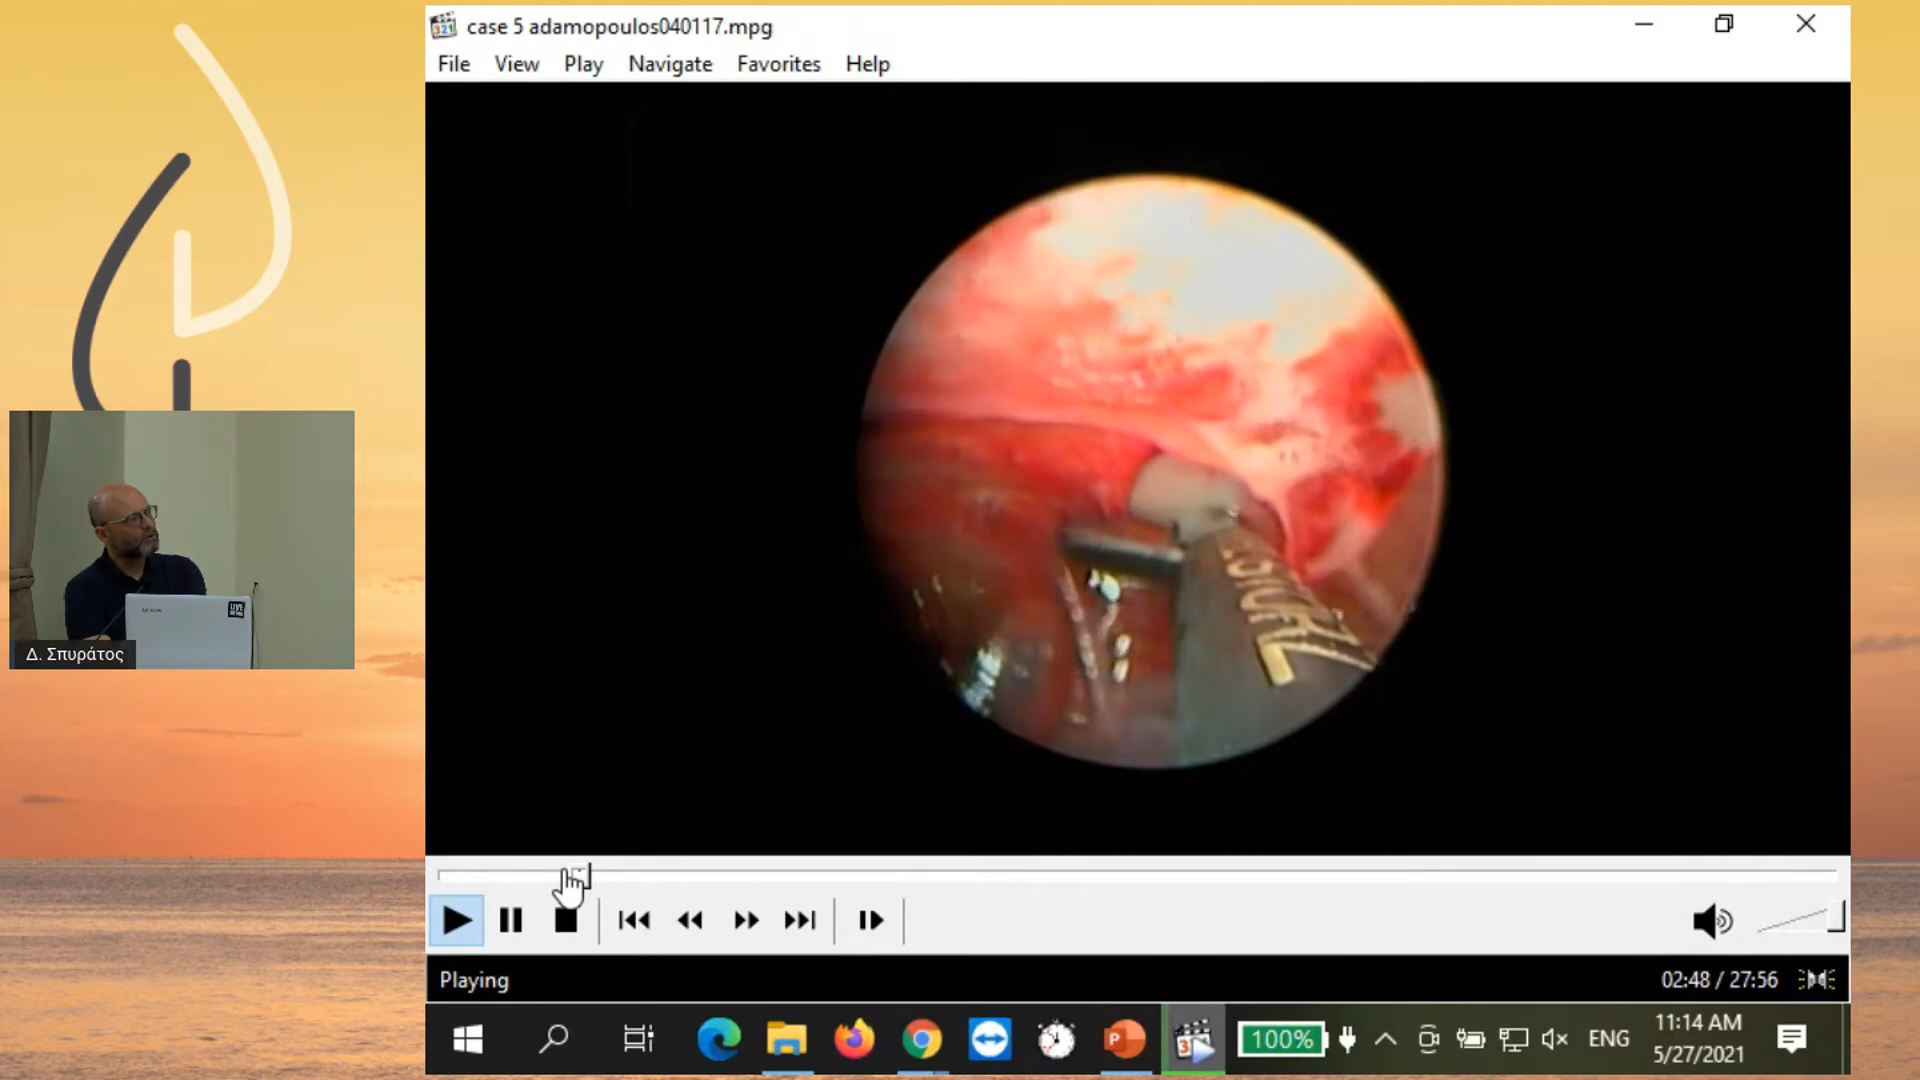 case 5 adamopoulos040117.mpg
File View Play Navigate Favorites Help
Δ. Σπυράτος
Playing
02:48 / 27:56
100%
ENG
11:14 AM
5/27/2021